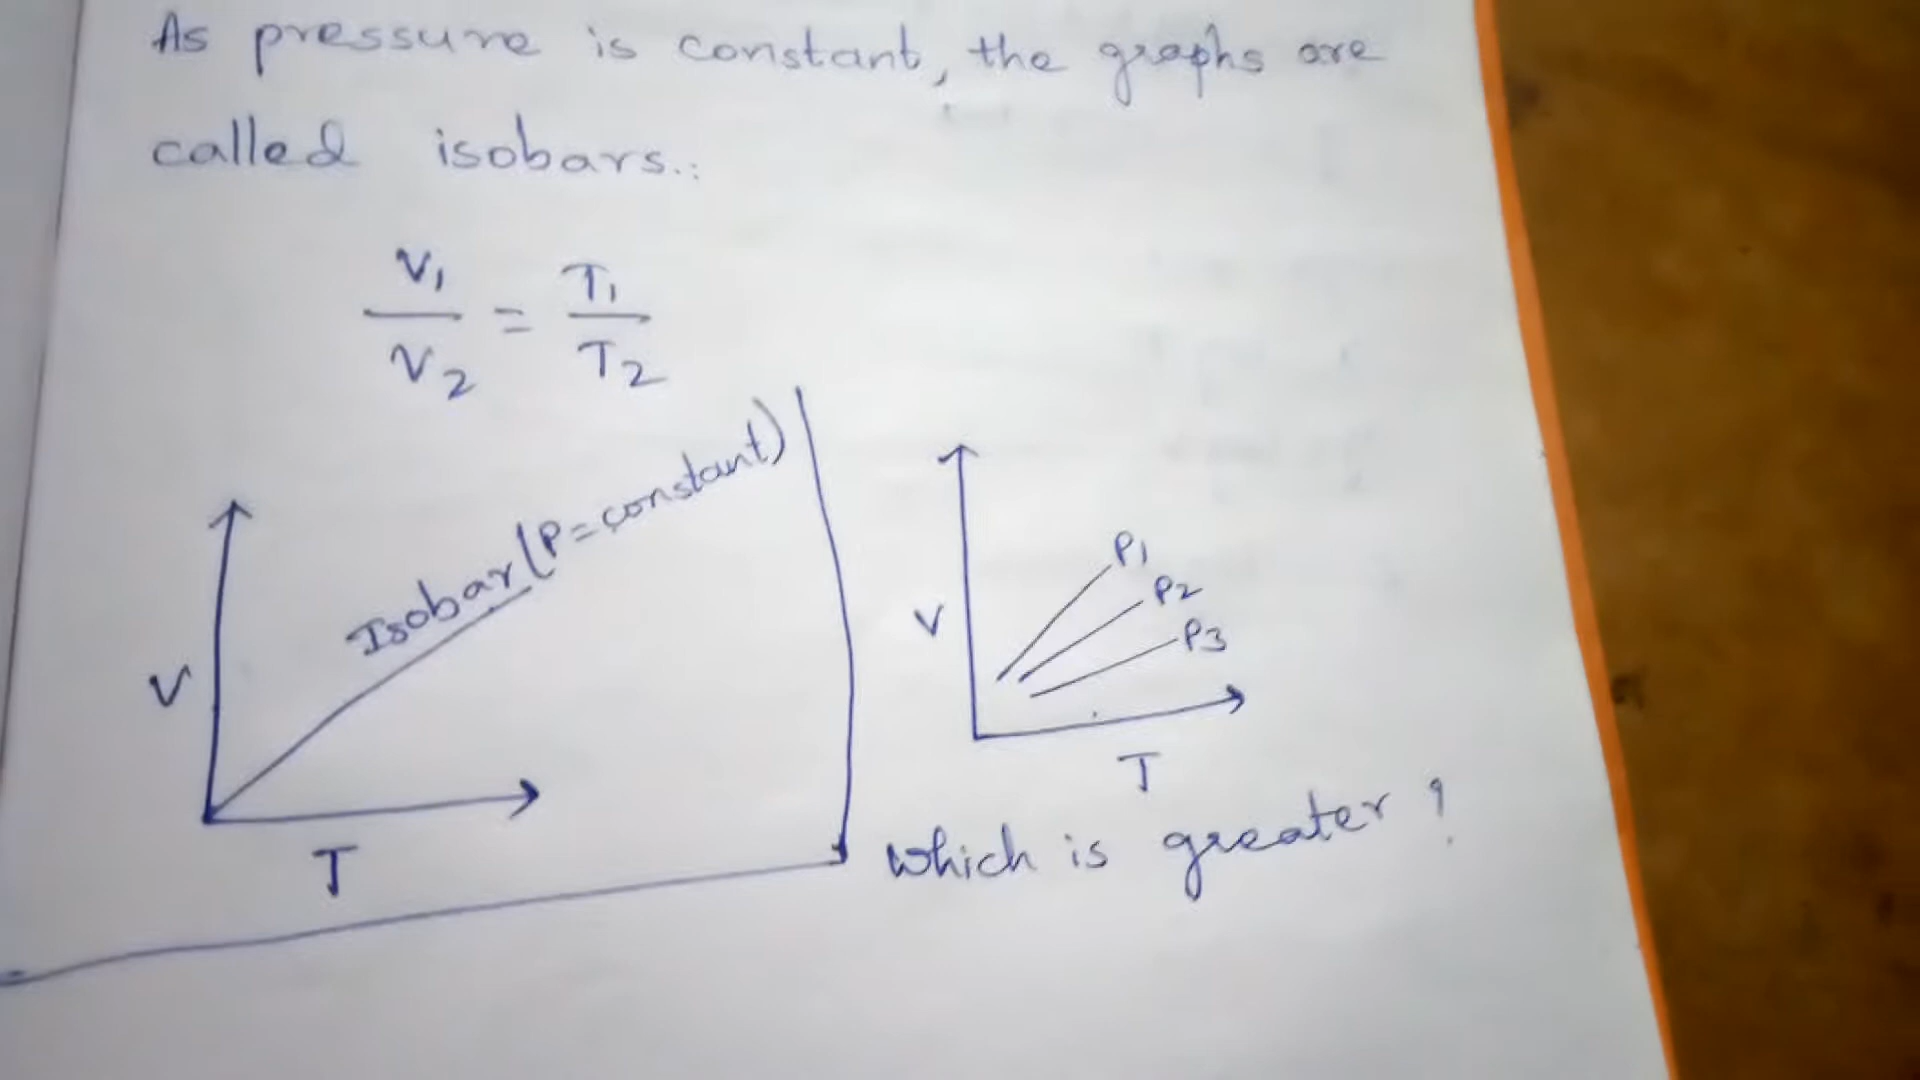 As pressure is constant, the graphs are
called isobars.:
V1/V2 = T1/T2
Isobar (P=constant)
V
T
P1
P2
P3
V
T
which is greater?